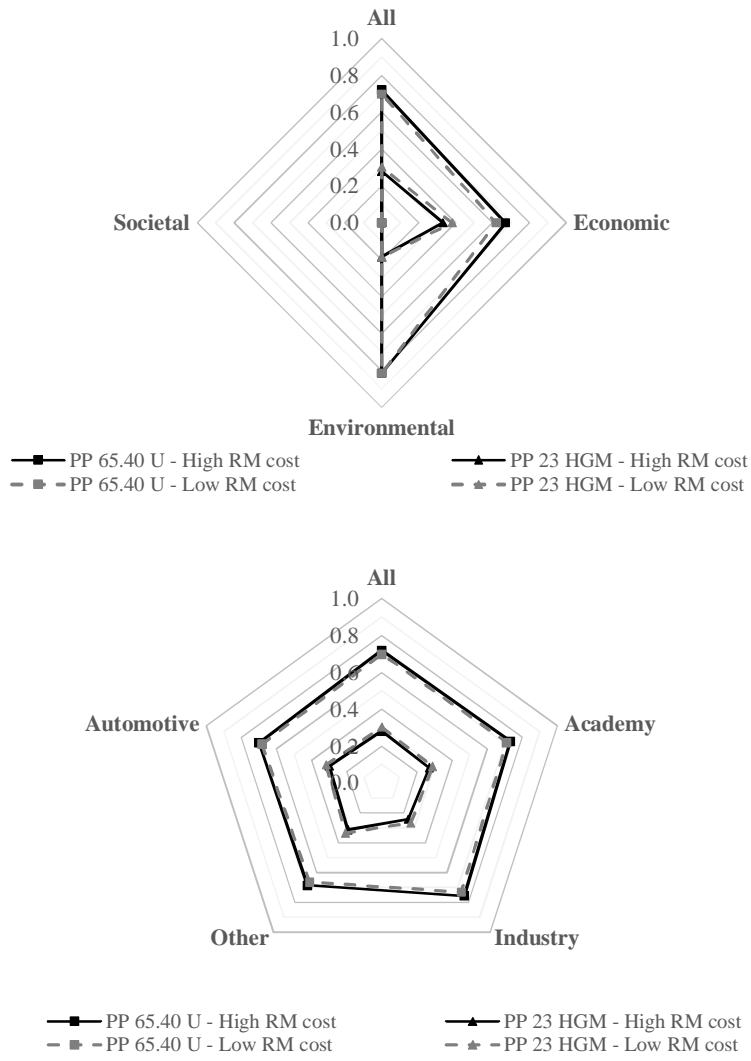 All
1.0
0.8
0.6
0.4
0.2
Societal
0.0
Economic
Environmental
PP 65.40 U - High RM cost
PP 23 HGM - High RM cost
PP 65.40 U - Low RM cost
PP 23 HGM - Low RM cost
All
1.0
0.8
0.6
Automotive
Academy
0.4
0.2
0.0
Other
Industry
PP 65.40 U - High RM cost
PP 23 HGM - High RM cost
PP 65.40 U - Low RM cost
PP 23 HGM - Low RM cost